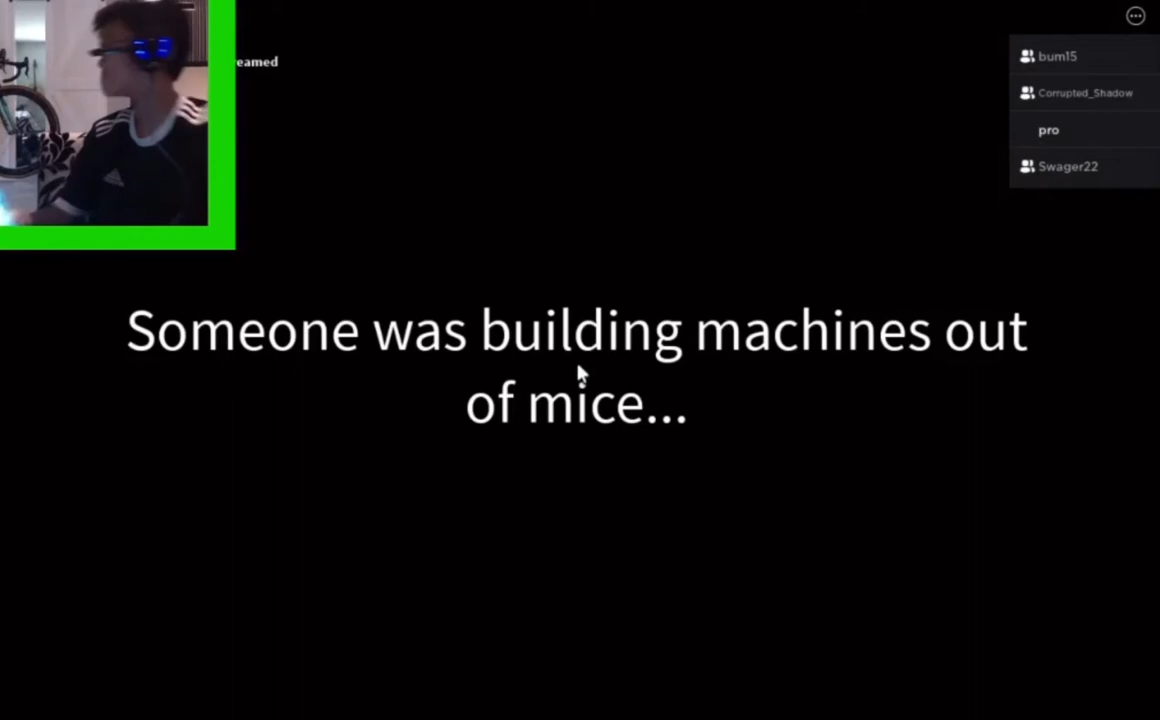 eamed
bum15
Corrupted_Shadow
pro
Swager22
Someone was building machines out
of mice...